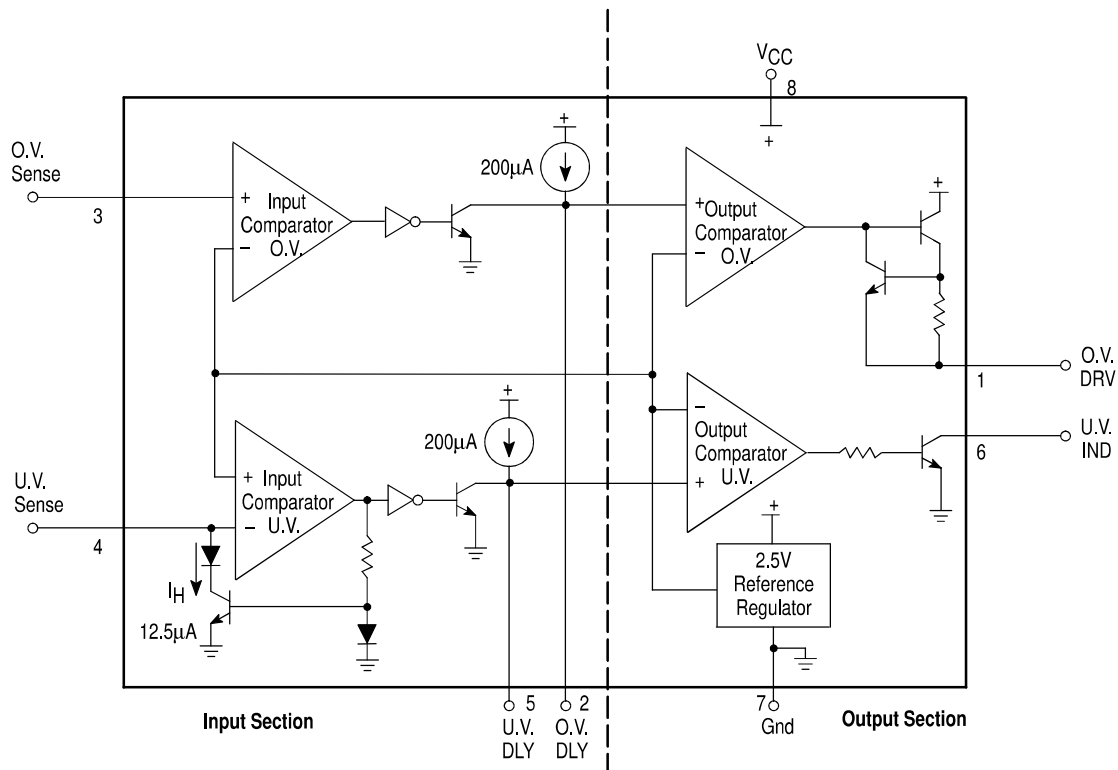 VCC
8
+
O.V.
Sense
3
+
Input
Comparator
O.V.
−
+
200µA
+
Output
Comparator
O.V.
−
+
1
O.V.
DRV
+
200µA
−
Output
Comparator
U.V.
+
6
U.V.
IND
U.V.
Sense
4
+
Input
Comparator
U.V.
−
IH
12.5µA
+
2.5V
Reference
Regulator
Input Section
5
U.V.
DLY
2
O.V.
DLY
7
Gnd
Output Section